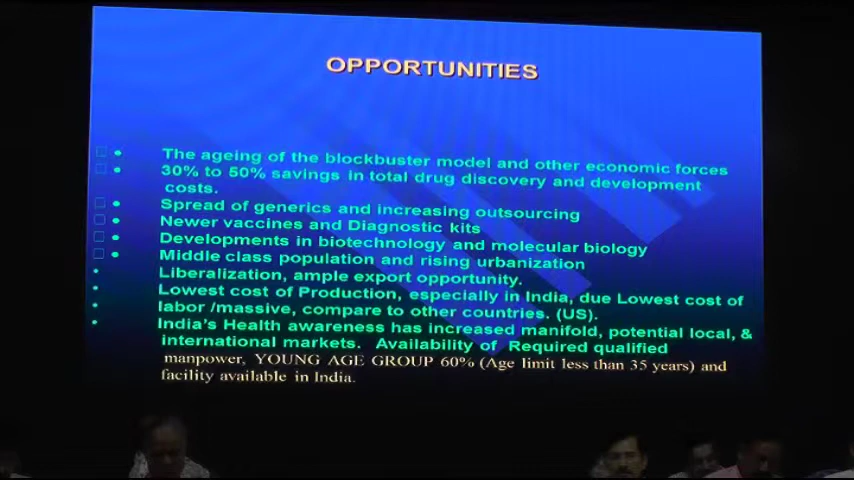 OPPORTUNITIES
• The ageing of the blockbuster model and other economic forces
• 30% to 50% savings in total drug discovery and development
costs.
• Spread of generics and increasing outsourcing
• Newer vaccines and Diagnostic kits
• Developments in biotechnology and molecular biology
• Middle class population and rising urbanization
• Liberalization, ample export opportunity.
• Lowest cost of Production, especially in India, due Lowest cost of
• labor /massive, compare to other countries. (US).
• India's Health awareness has increased manifold, potential local, &
international markets. Availability of Required qualified
manpower, YOUNG AGE GROUP 60% (Age limit less than 35 years) and
facility available in India.